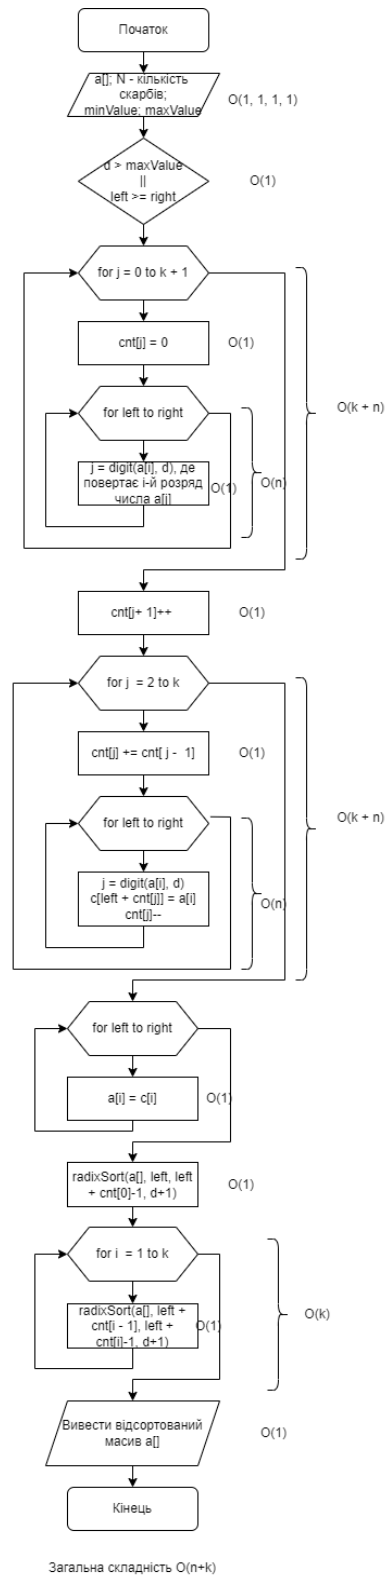 Початок
a[]; N - кількість
скарбів;
minValue; maxValue
O(1, 1, 1, 1)
d > maxValue
||
left >= right
O(1)
for j = 0 to k + 1
cnt[j] = 0
O(1)
O(k + n)
for left to right
j = digit(a[i], d), де
повертає i-й розряд
числа a[j]
O(1)
O(n)
cnt[j+ 1]++
O(1)
for j  = 2 to k
cnt[j] += cnt[ j -  1]
O(1)
O(k + n)
for left to right
j = digit(a[i], d)
c[left + cnt[j]] = a[i]
cnt[j]--
O(n)
for left to right
a[i] = c[i]
O(1)
radixSort(a[], left, left
+ cnt[0]-1, d+1)
O(1)
for i  = 1 to k
radixSort(a[], left +
cnt[i - 1], left +
cnt[i]-1, d+1)
O(1)
O(k)
Вивести відсортований
масив a[]
O(1)
Кінець
Загальна складність O(n+k)